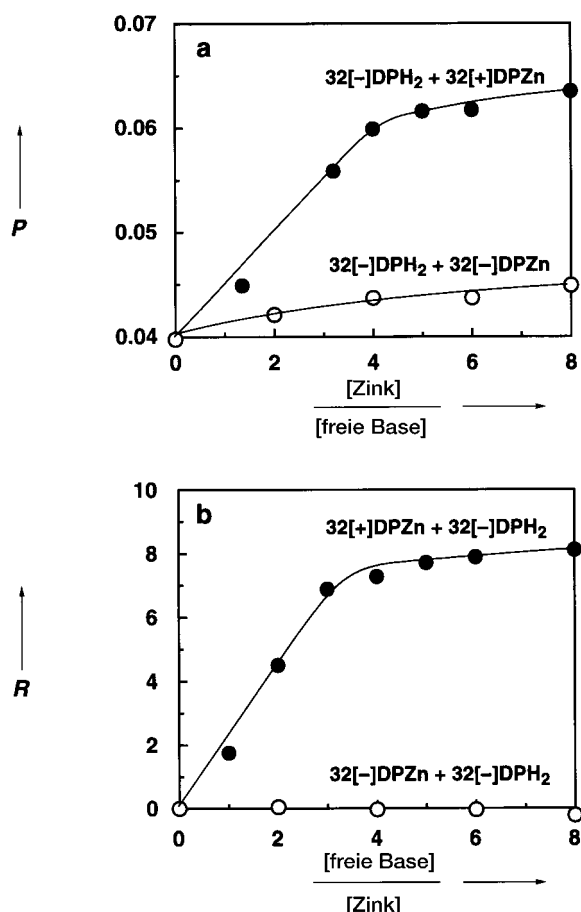 0.07
a
32[–]DPH2 + 32[+]DPZn
0.06
P
0.05
32[–]DPH2 + 32[–]DPZn
0.04
0 2 4 6 8
[Zink]
[freie Base]
10
b
32[+]DPZn + 32[–]DPH2
8
6
R
4
2
32[–]DPZn + 32[–]DPH2
0
0 2 4 6 8
[freie Base]
[Zink]